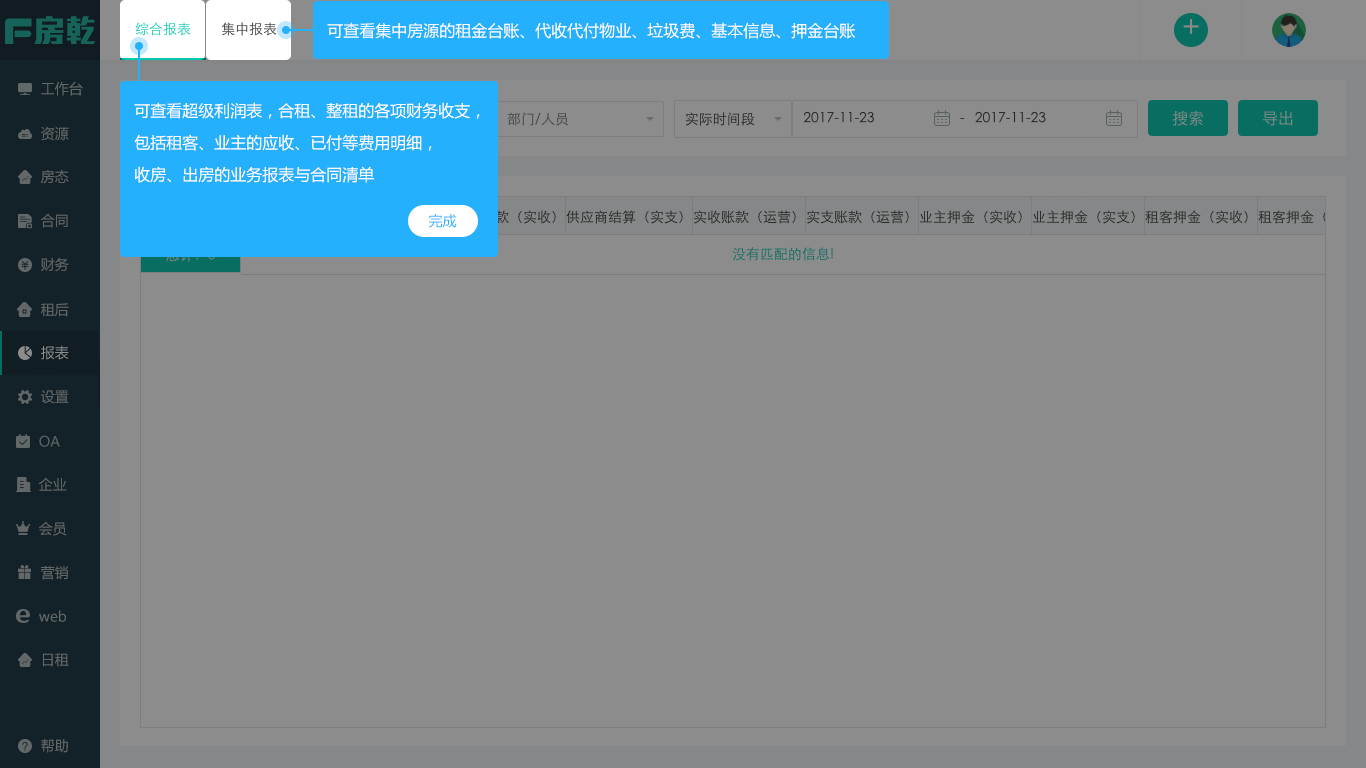 房乾
综合报表
集中报表
可查看集中房源的租金台账、代收代付物业、垃圾费、基本信息、押金台账
可查看超级利润表，合租、整租的各项财务收支，
包括租客、业主的应收、已付等费用明细，
收房、出房的业务报表与合同清单
完成
部门/人员
实际时间段
2017-11-23 - 2017-11-23
搜索
导出
款（实收） 供应商结算（实支） 实收账款（运营） 实支账款（运营） 业主押金（实收） 业主押金（实支） 租客押金（实收） 租客押金（
没有匹配的信息!
工作台
资源
房态
合同
财务
租后
报表
设置
OA
企业
会员
营销
web
日租
帮助